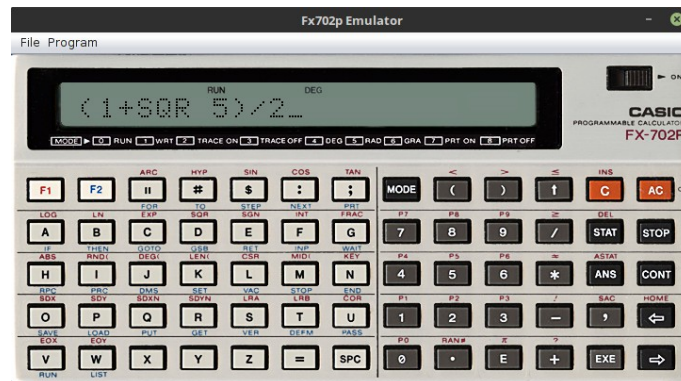 Fx702p Emulator
File Program
RUN DEG
(1+SQR 5)/2_
ON
MODE ► 0 RUN 1 WRT 2 TRACE ON 3 TRACE OFF 4 DEG 5 RAD 6 GRA 7 PRT ON 8 PRT OFF
CASIO
PROGRAMMABLE CALCULATOR
FX-702P
ARC HYP SIN COS TAN < > ≤ INS
F1 F2 " # $ : ; MODE ( ) ↑ C AC
FOR TO STEP NEXT PRT
LOG LN EXP SQR SGN INT FRAC P7 P8 P9 ≥ DEL
A B C D E F G 7 8 9 / STAT STOP
IF THEN GOTO GSB RET INP WAIT
ABS RND( DEG( LEN( CSR MID( KEY P4 P5 P6 ≠ ASTAT
H I J K L M N 4 5 6 * ANS CONT
RPC PRC DMS SET VAC STOP END
SDX SDY SDXN SDYN LRA LRB COR P1 P2 P3 ! SAC HOME
O P Q R S T U 1 2 3 − , ⇦
SAVE LOAD PUT GET VER DEFM PASS
EOX EOY P0 RAN# π ?
V W X Y Z = SPC 0 · E + EXE ⇨
RUN LIST